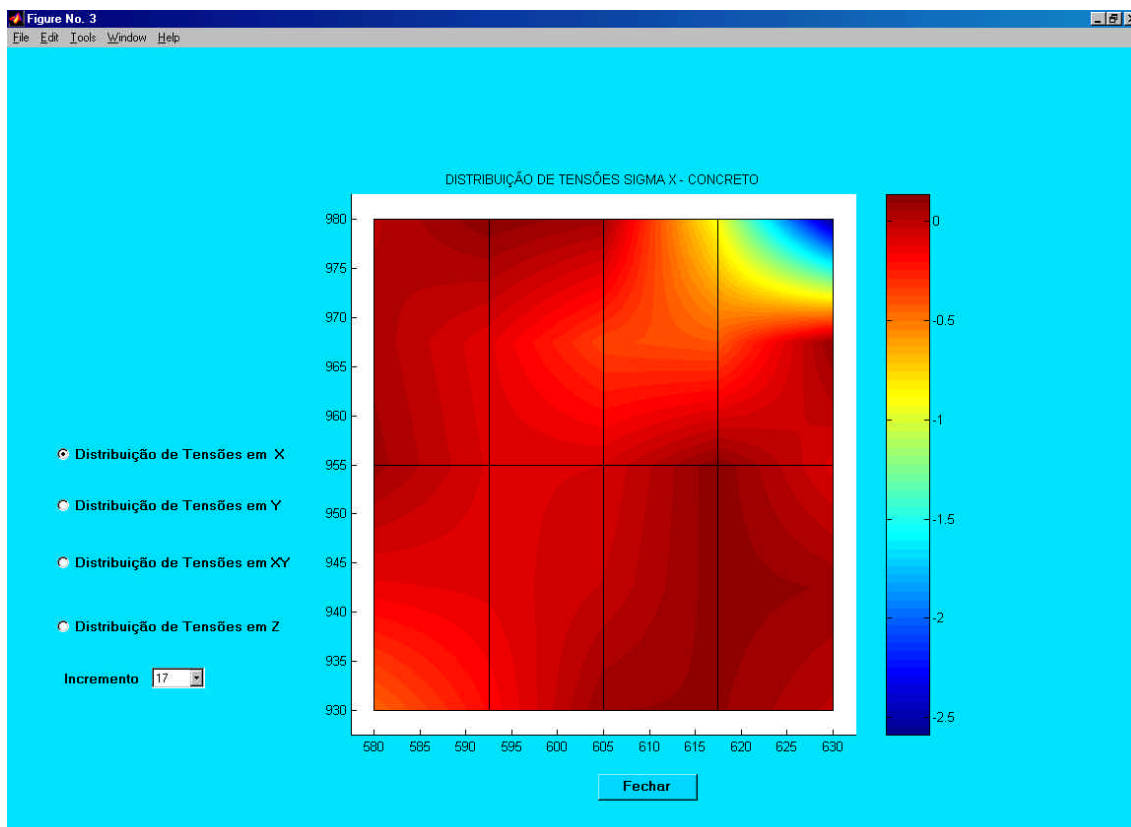 Figure No. 3
File Edit Tools Window Help
DISTRIBUIÇÃO DE TENSÕES SIGMA X - CONCRETO
980
975
970
965
960
955
950
945
940
935
930
580 585 590 595 600 605 610 615 620 625 630
0
-0.5
-1
-1.5
-2
-2.5
Distribuição de Tensões em X
Distribuição de Tensões em Y
Distribuição de Tensões em XY
Distribuição de Tensões em Z
Incremento 17
Fechar